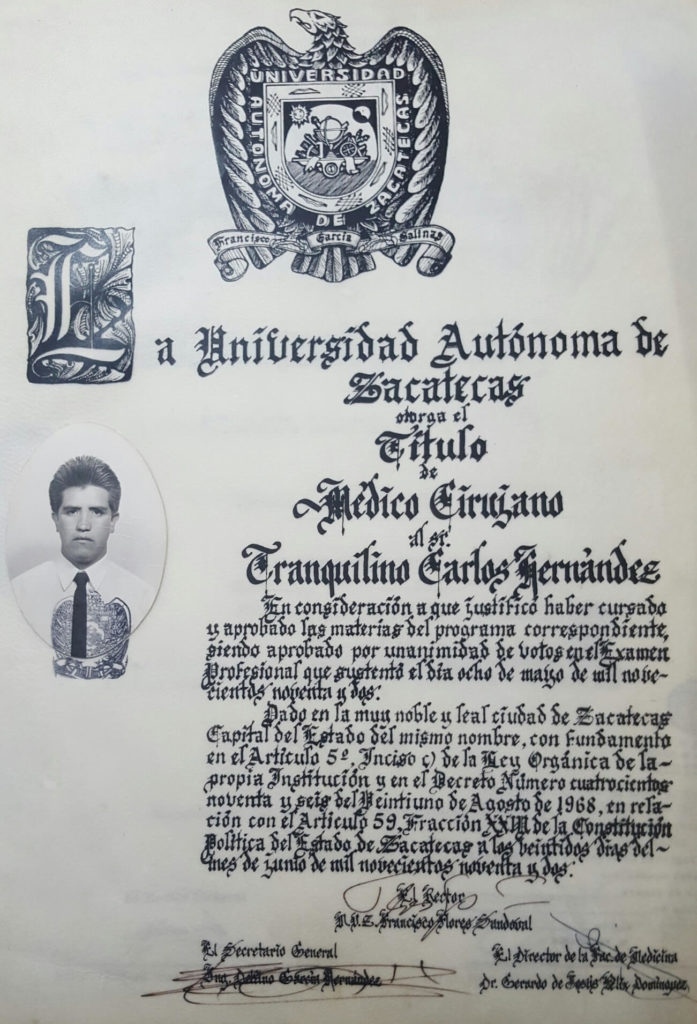 UNIVERSIDAD
AUTONOMA DE ZACATECAS
Francisco García Salinas
La Universidad Autónoma de
Zacatecas
otorga el
Título
de
Médico Cirujano
al sr.
Tranquilino Carlos Hernández
En consideración a que justificó haber cursado
y aprobado las materias del programa correspondiente,
siendo aprobado por unanimidad de votos en el Examen
Profesional que sustentó el día ocho de mayo de mil nove-
cientos noventa y dos.
Dado en la muy noble y leal ciudad de Zacatecas
Capital del Estado del mismo nombre, con fundamento
en el Artículo 5º, Inciso c) de la Ley Orgánica de la
propia Institución y en el Decreto Número cuatrocientos
noventa y seis del Veintiuno de Agosto de 1968, en rela-
ción con el Artículo 59, Fracción de la Constitución
Política del Estado de Zacatecas a los veintidos días del
mes de junio de mil novecientos noventa y dos.
El Rector
Francisco Flores Sandoval
El Secretario General
El Director de la Fac. de Medicina
Ing. Delfino García Hernández
Dr. Gerardo de Jesús Félix Domínguez